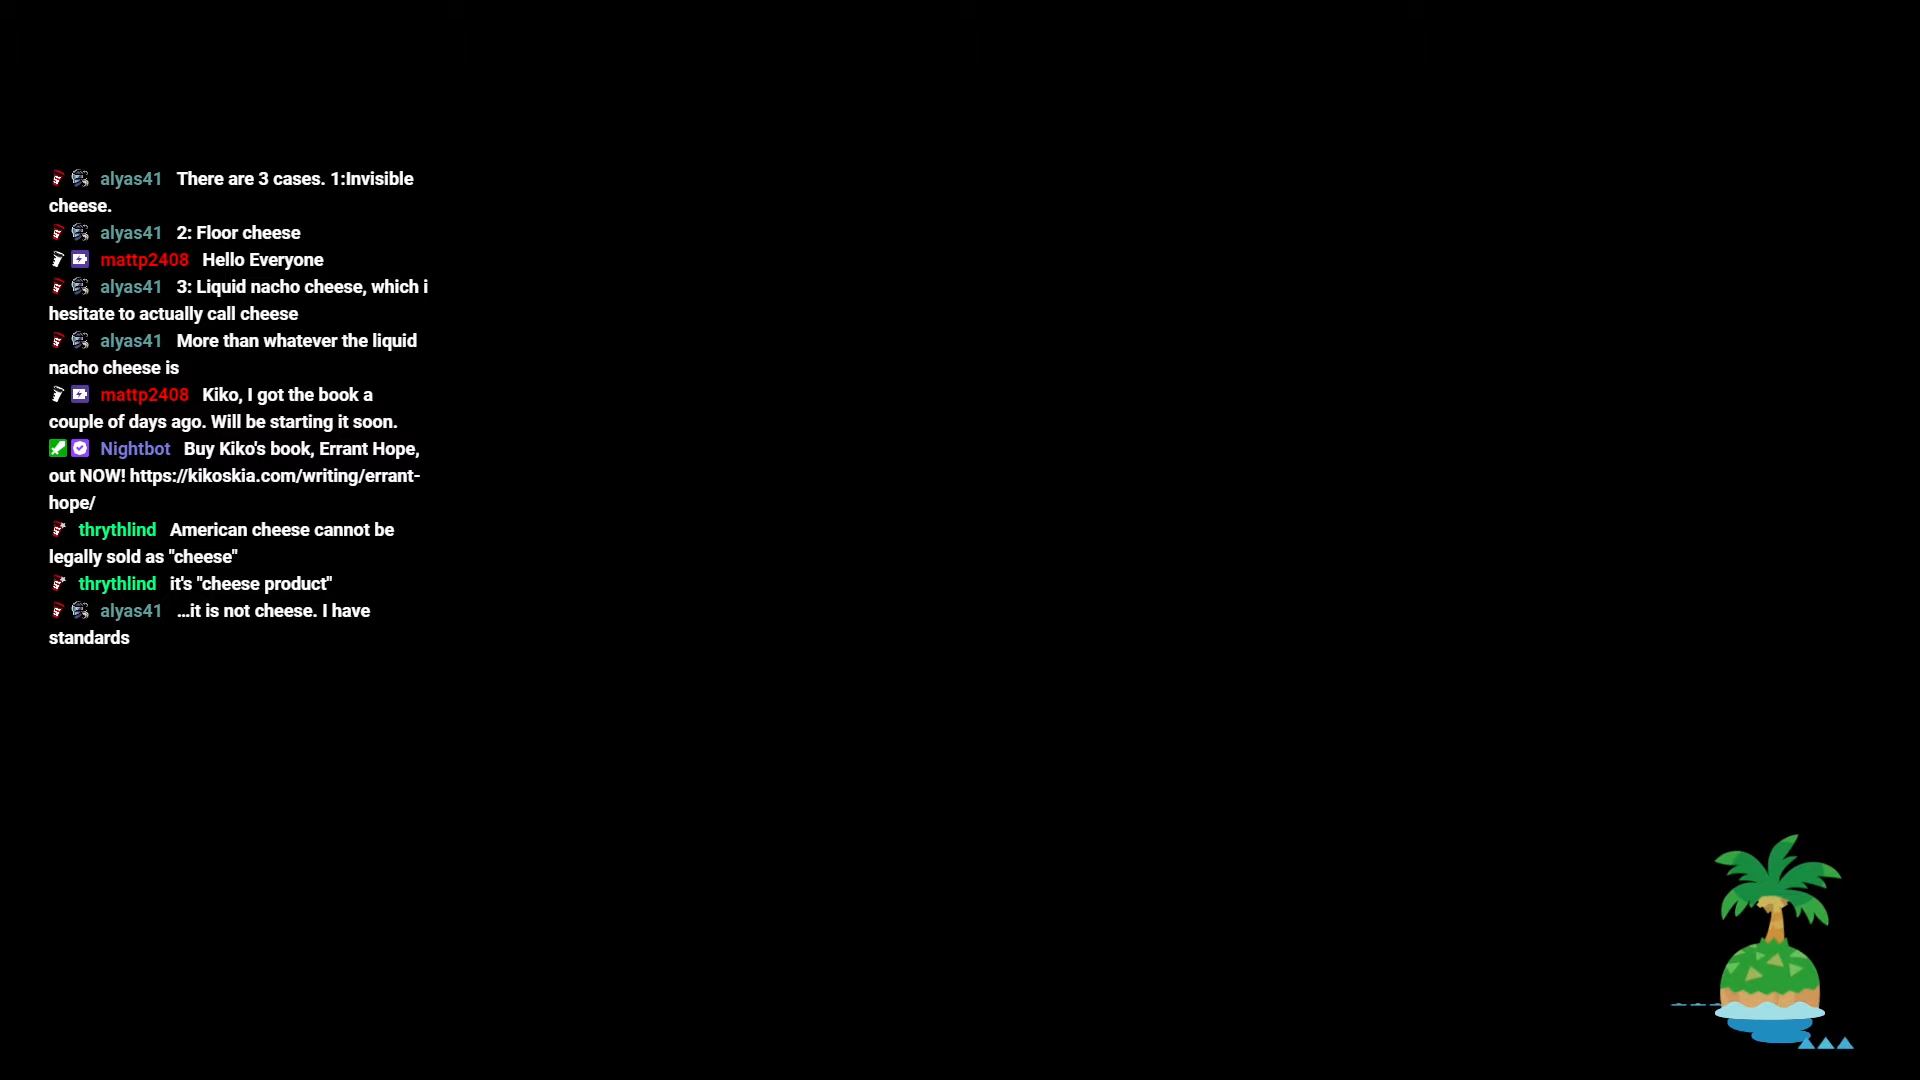 alyas41 There are 3 cases. 1:Invisible
cheese.
alyas41 2: Floor cheese
mattp2408 Hello Everyone
alyas41 3: Liquid nacho cheese, which i
hesitate to actually call cheese
alyas41 More than whatever the liquid
nacho cheese is
mattp2408 Kiko, I got the book a
couple of days ago. Will be starting it soon.
Nightbot Buy Kiko's book, Errant Hope,
out NOW! https://kikoskia.com/writing/errant-
hope/
thrythlind American cheese cannot be
legally sold as "cheese"
thrythlind it's "cheese product"
alyas41 ...it is not cheese. I have
standards